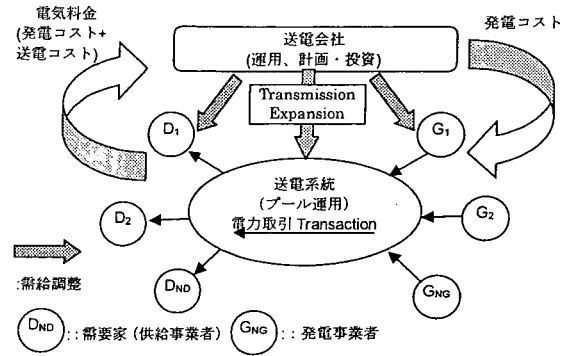 電気料金
(発電コスト+
送電コスト)
送電会社
(運用、計画・投資)
発電コスト
Transmission
Expansion
D1
G1
送電系統
(プール運用)
電力取引 Transaction
D2
G2
DND
GNG
:需給調整
DND ::需要家(供給事業者) GNG ::発電事業者